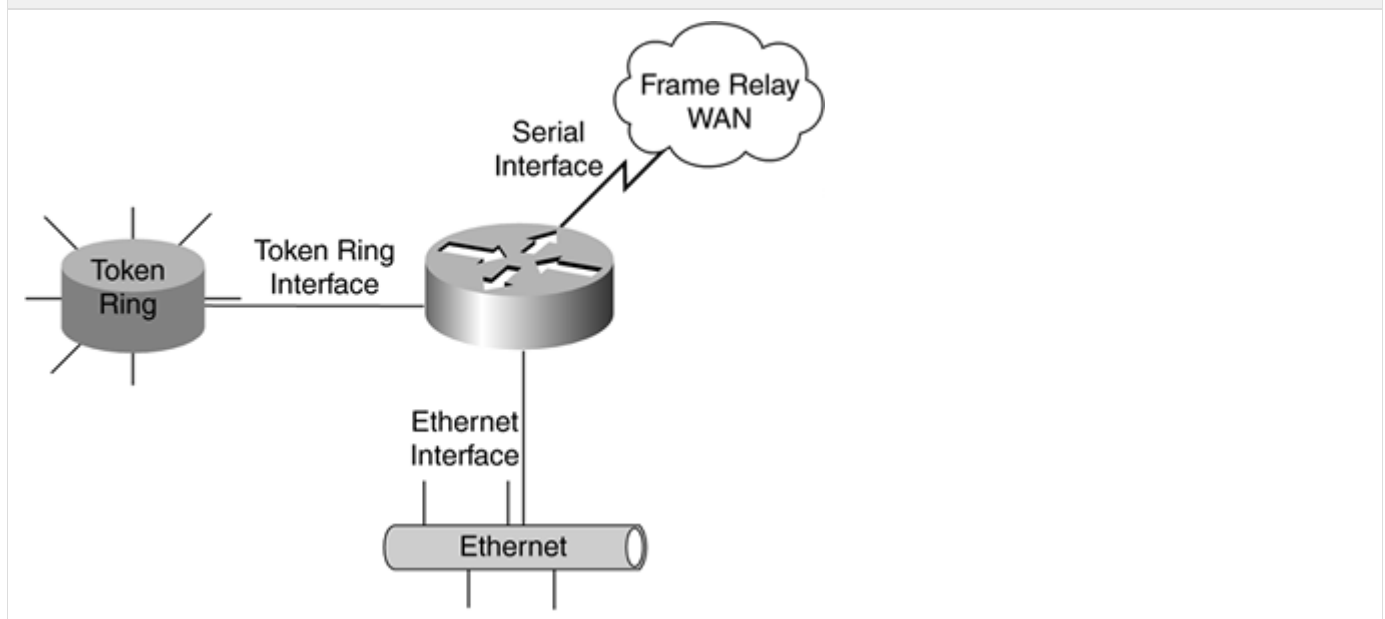 Frame Relay
WAN
Serial
Interface
Token Ring
Interface
Token
Ring
Ethernet
Interface
Ethernet